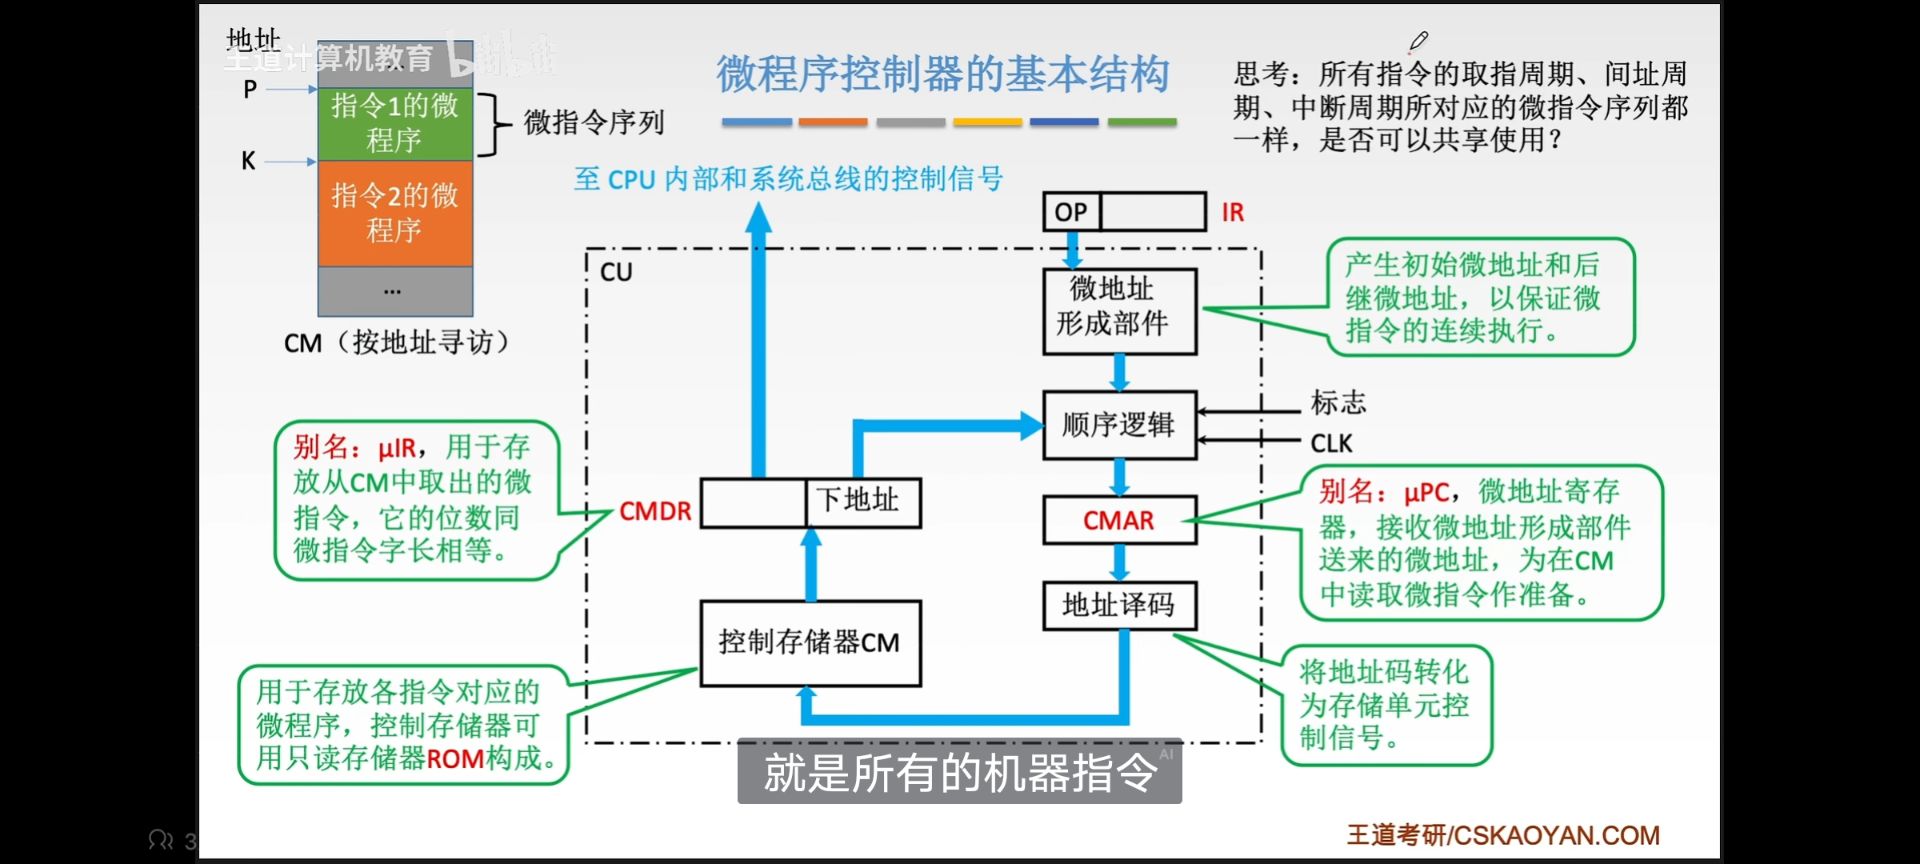 地址
王道计算机教育 bilibili
P
指令1的微
程序
微指令序列
K
指令2的微
程序
...
CM（按地址寻访）
微程序控制器的基本结构
思考：所有指令的取指周期、间址周
期、中断周期所对应的微指令序列都
一样，是否可以共享使用？
至 CPU 内部和系统总线的控制信号
OP
IR
CU
微地址
形成部件
产生初始微地址和后
继微地址，以保证微
指令的连续执行。
顺序逻辑
标志
CLK
别名：μIR，用于存
放从CM中取出的微
指令，它的位数同
微指令字长相等。
CMDR
下地址
CMAR
别名：μPC，微地址寄存
器，接收微地址形成部件
送来的微地址，为在CM
中读取微指令作准备。
地址译码
控制存储器CM
将地址码转化
为存储单元控
制信号。
用于存放各指令对应的
微程序，控制存储器可
用只读存储器ROM构成。
就是所有的机器指令
AI
王道考研/CSKAOYAN.COM
3